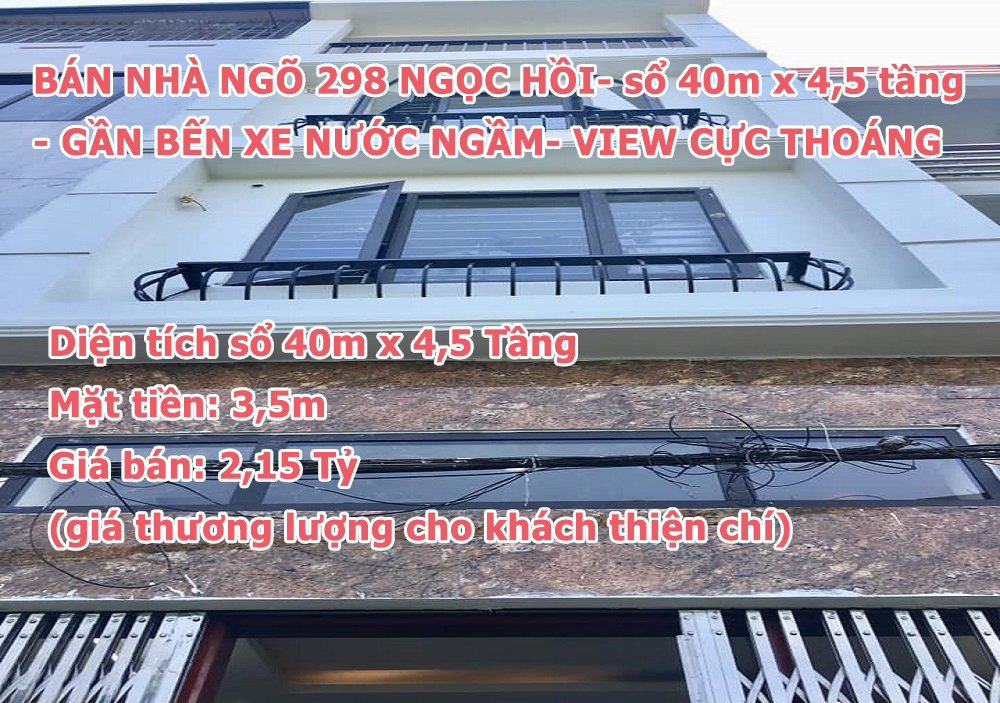 BÁN NHÀ NGÕ 298 NGỌC HỒI- sổ 40m x 4,5 tầng
- GẦN BẾN XE NƯỚC NGẦM- VIEW CỰC THOÁNG
Diện tích sổ 40m x 4,5 Tầng
Mặt tiền: 3,5m
Giá bán: 2,15 Tỷ
(giá thương lượng cho khách thiện chí)